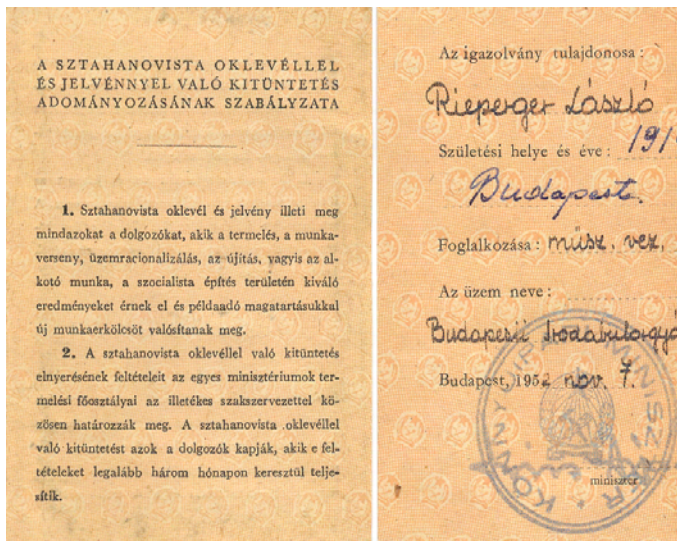 A SZTAHANOVISTA OKLEVÉLLEL
ÉS JELVÉNNYEL VALÓ KITÜNTETÉS
ADOMÁNYOZÁSÁNAK SZABÁLYZATA
1. Sztahanovista oklevél és jelvény illeti meg
mindazokat a dolgozókat, akik a termelés, a munka-
verseny, üzemracionalizálás, az újítás, vagyis az al-
kotó munka, a szocialista építés területén kiváló
eredményeket érnek el és példaadó magatartásukkal
új munkaerkölcsöt valósítanak meg.
2. A sztahanovista oklevéllel való kitüntetés
elnyerésének feltételeit az egyes minisztériumok ter-
melési főosztályai az illetékes szakszervezettel kö-
zösen határozzák meg. A sztahanovista oklevéllel
való kitüntetést azok a dolgozók kapják, akik e fel-
tételeket legalább három hónapon keresztül telje-
sítik.
Az igazolvány tulajdonosa:
Rieperger László
Születési helye és éve: 191
Budapest.
Foglalkozása: műsz. vez.
Az üzem neve:
Budapesti Irodabutorgyá
Budapest, 1952 nov. 7.
KÖNNYŰIPARI MINISZTER
miniszter